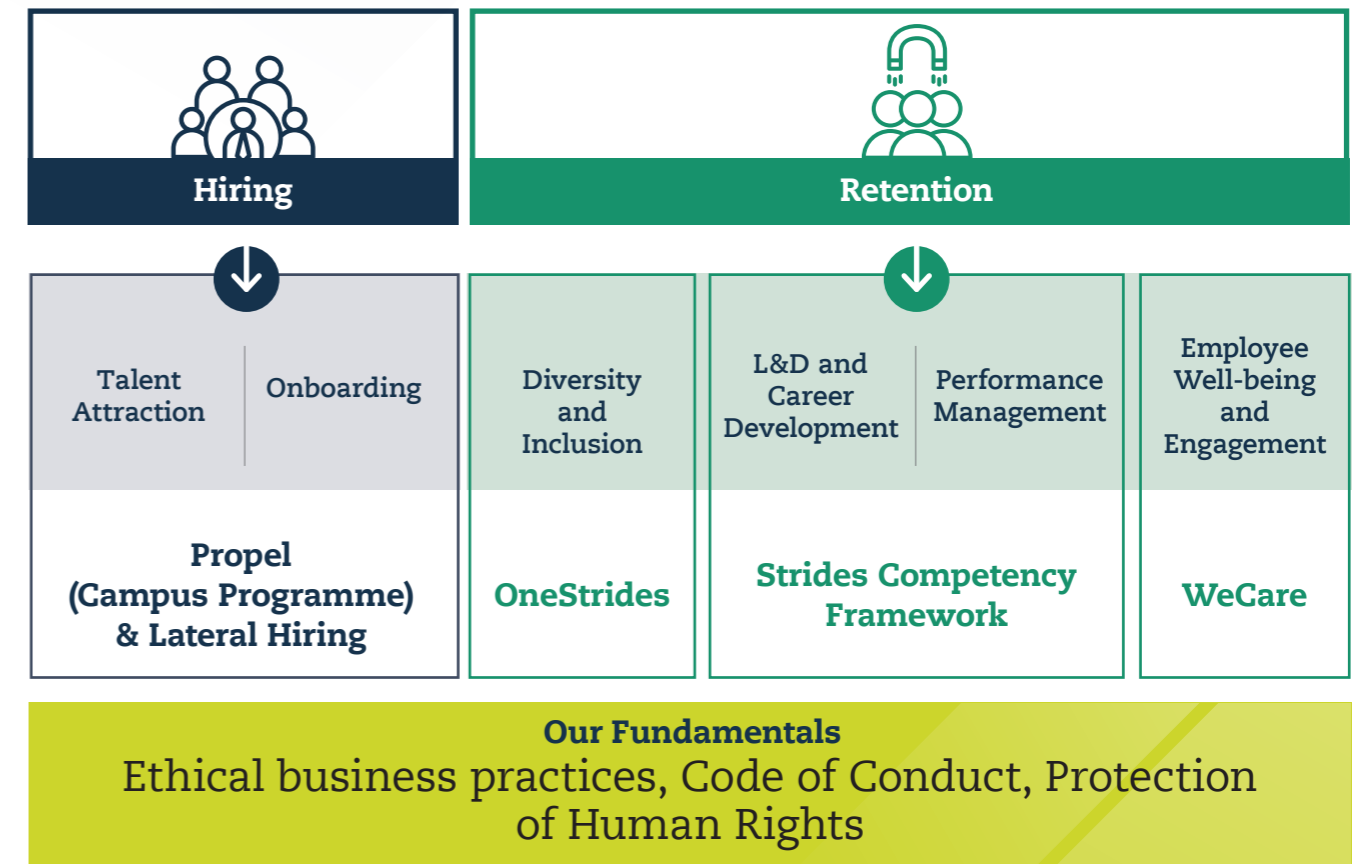 Hiring
Retention
Talent
Attraction
Onboarding
Diversity
and
Inclusion
L&D and
Career
Development
Performance
Management
Employee
Well-being
and
Engagement
Propel
(Campus Programme)
& Lateral Hiring
OneStrides
Strides Competency
Framework
WeCare
Our Fundamentals
Ethical business practices, Code of Conduct, Protection
of Human Rights